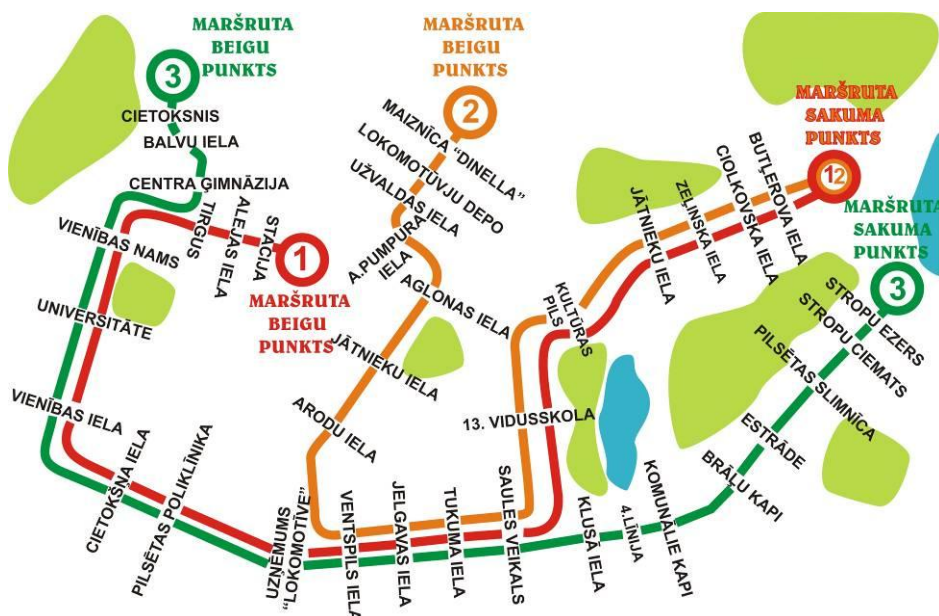 MARŠRUTA
BEIGU
PUNKTS
3
CIETOKSNIS
BALVU IELA
CENTRA ĢIMNĀZIJA
TIRGUS
ALEJAS IELA
STACIJA
1
MARŠRUTA
BEIGU
PUNKTS
VIENĪBAS NAMS
UNIVERSITĀTE
VIENĪBAS IELA
CIETOKŠŅA IELA
PILSĒTAS POLIKLĪNIKA
UZŅĒMUMS
“LOKOMOTĪVE”
MARŠRUTA
BEIGU
PUNKTS
2
MAIZNĪCA “DINELLA”
LOKOMOTŪVJU DEPO
UŽVALDAS IELA
A.PUMPURA
IELA
AGLONAS IELA
JĀTNIEKU IELA
ARODU IELA
VENTSPILS IELA
JELGAVAS IELA
TUKUMA IELA
SAULES VEIKALS
13. VIDUSSKOLA
KULTŪRAS
PILS
JĀTNIEKU IELA
ZEĻINSKA IELA
CIOLKOVSKA IELA
BUTĻEROVA IELA
MARŠRUTA
SAKUMA
PUNKTS
12
MARŠRUTA
SAKUMA
PUNKTS
3
STROPU EZERS
STROPU CIEMATS
PILSĒTAS SLIMNĪCA
ESTRĀDE
BRĀĻU KAPI
KOMUNĀLIE KAPI
4.LĪNIJA
KLUSĀ IELA